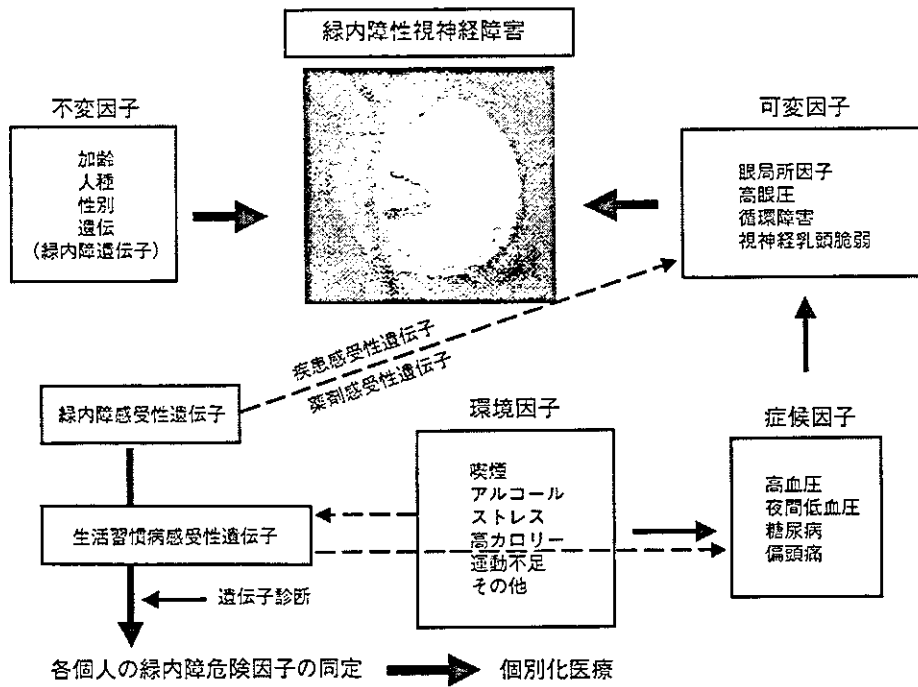 緑内障性視神経障害
不変因子
加齢
人種
性別
遺伝
(緑内障遺伝子)
可変因子
眼局所因子
高眼圧
循環障害
視神経乳頭脆弱
疾患感受性遺伝子
薬剤感受性遺伝子
緑内障感受性遺伝子
生活習慣病感受性遺伝子
環境因子
喫煙
アルコール
ストレス
高カロリー
運動不足
その他
症候因子
高血圧
夜間低血圧
糖尿病
偏頭痛
遺伝子診断
各個人の緑内障危険因子の同定
個別化医療